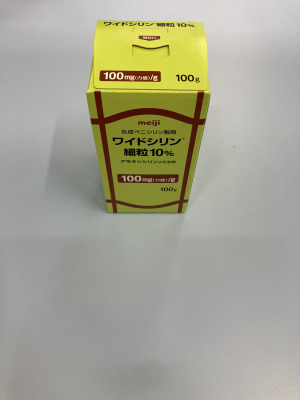 ワイドシリン®
細粒10%
100mg(力価)/g
100g
meiji
合成ペニシリン製剤
ワイドシリン®
細粒10%
アモキシシリン
100mg(力価)/g
100g